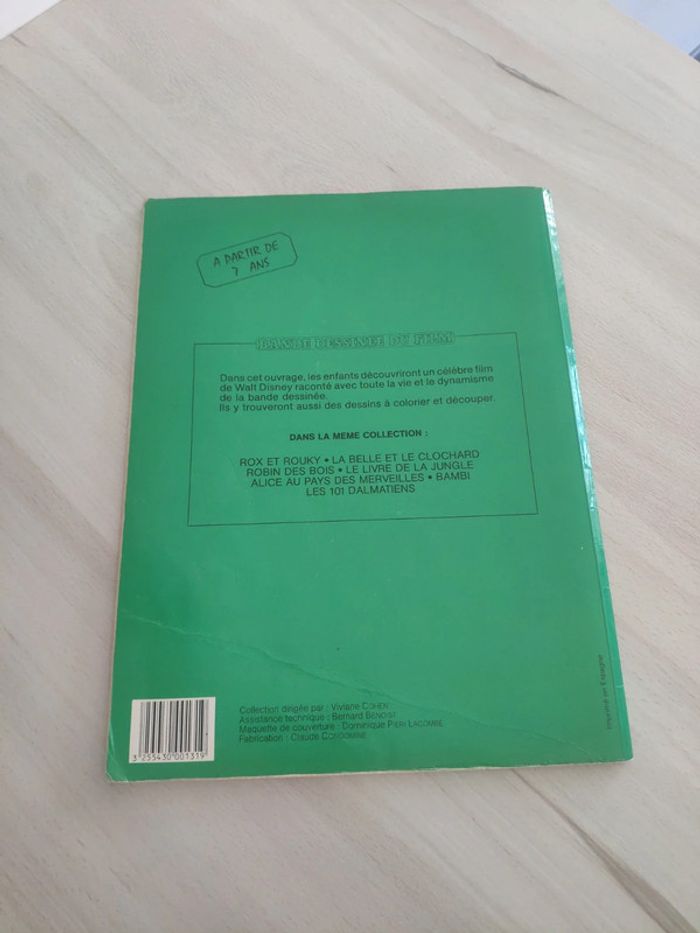 A PARTIR DE
7 ANS
BANDE DESSINEE DU FILM
Dans cet ouvrage, les enfants découvriront un célèbre film
de Walt Disney raconté avec toute la vie et le dynamisme
de la bande dessinée.
Ils y trouveront aussi des dessins à colorier et découper.
DANS LA MEME COLLECTION :
ROX ET ROUKY • LA BELLE ET LE CLOCHARD
ROBIN DES BOIS • LE LIVRE DE LA JUNGLE
ALICE AU PAYS DES MERVEILLES • BAMBI
LES 101 DALMATIENS
Collection dirigée par : Viviane COHEN
Assistance technique : Bernard BENOIST
Maquette de couverture : Dominique PIERI LACOMBE
Fabrication : Claude CONDOMINE
3 255430 001319
Imprimé en Espagne